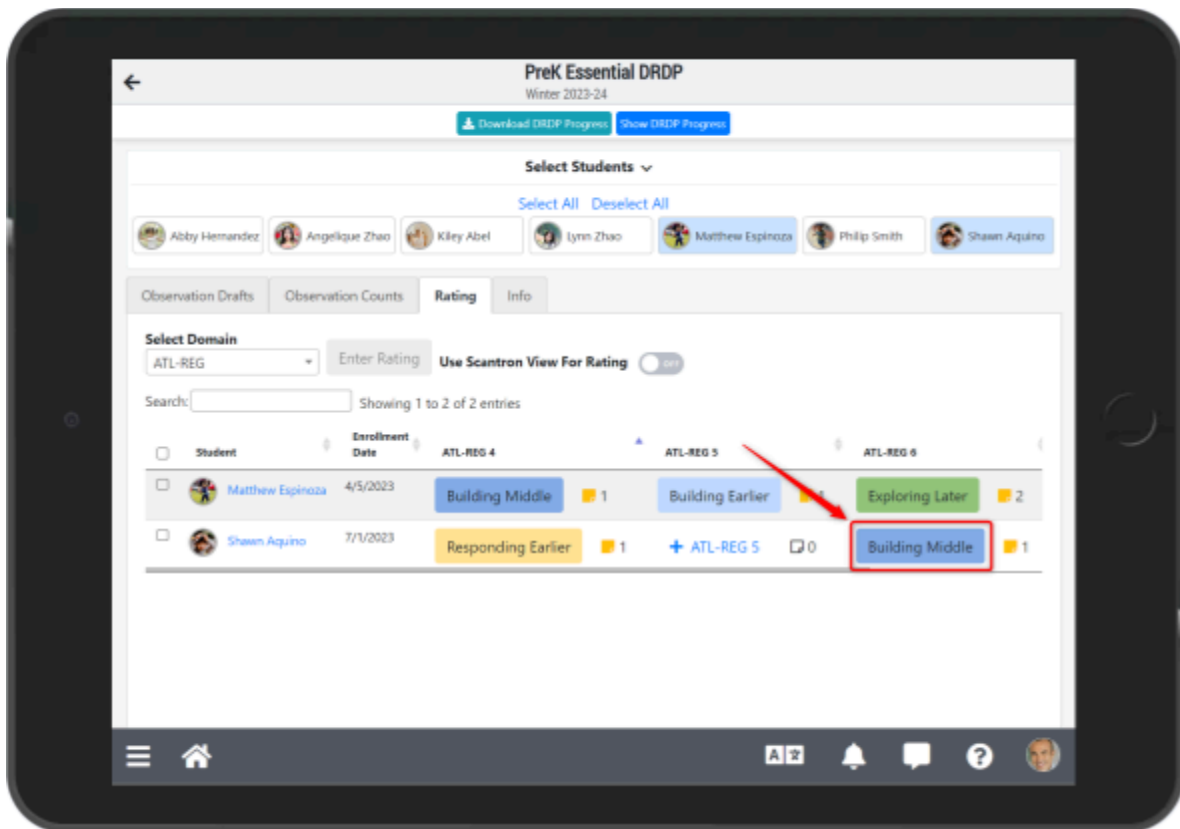 PreK Essential DRDP
Winter 2023-24
Download DRDP Progress Show DRDP Progress
Select Students
Select All Deselect All
Abby Hernandez Angelique Zhao Kiley Abel Lynn Zhao Matthew Espinoza Philip Smith Shawn Aquino
Observation Drafts Observation Counts Rating Info
Select Domain
ATL-REG Enter Rating Use Scantron View For Rating OFF
Search: Showing 1 to 2 of 2 entries
Student Enrollment Date ATL-REG 4 ATL-REG 5 ATL-REG 6
Matthew Espinoza 4/5/2023 Building Middle 1 Building Earlier Exploring Later 2
Shawn Aquino 7/1/2023 Responding Earlier 1 + ATL-REG 5 0 Building Middle 1
A 文
?